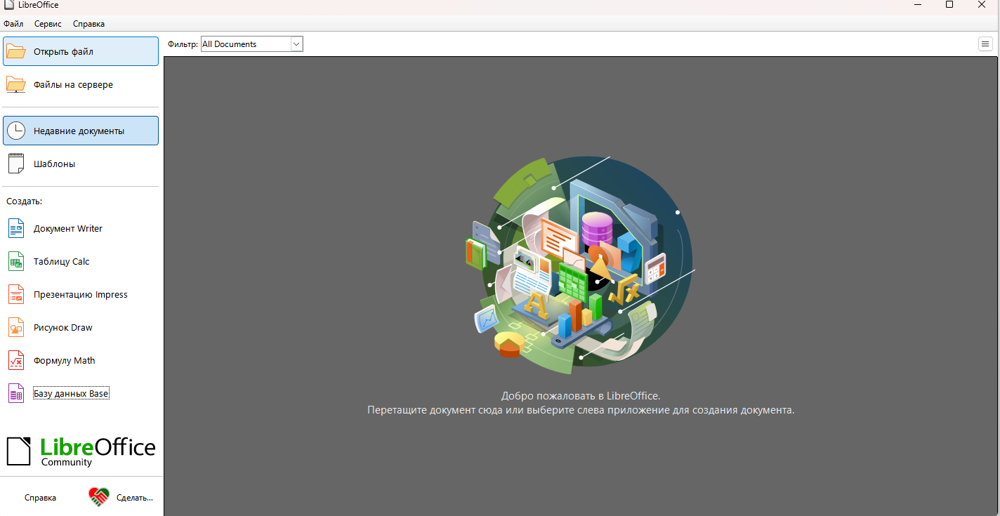 LibreOffice
Файл Сервис Справка
Открыть файл
Фильтр: All Documents
Файлы на сервере
Недавние документы
Шаблоны
Создать:
Документ Writer
Таблицу Calc
Презентацию Impress
Рисунок Draw
Формулу Math
Базу данных Base
Добро пожаловать в LibreOffice.
Перетащите документ сюда или выберите слева приложение для создания документа.
LibreOffice
Community
Справка Сделать...